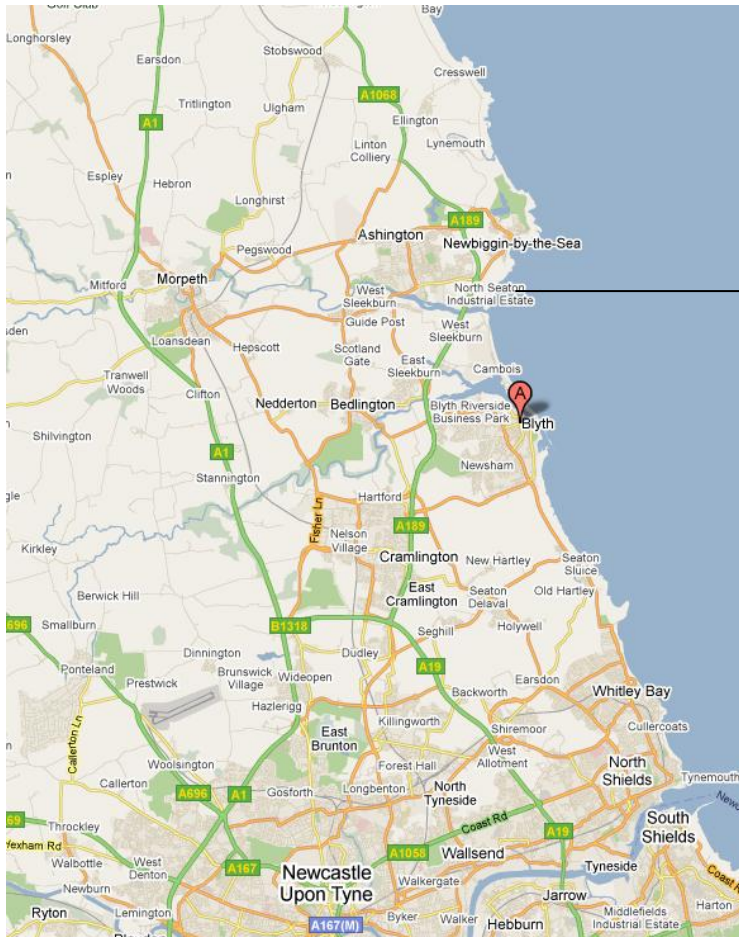 Bay
Longhorsley
Earsdon
Stobswood
Cresswell
A1068
Tritlington
Ulgham
Ellington
A1
Linton
Colliery
Lynemouth
Espley
Hebron
Longhirst
A189
Ashington
Newbiggin-by-the-Sea
Pegswood
Morpeth
Mitford
West
Sleekburn
North Seaton
Industrial Estate
Guide Post
West
Sleekburn
Loansdean
Hepscott
Scotland
Gate
East
Sleekburn
Cambois
Tranwell
Woods
Clifton
A
Nedderton
Bedlington
Blyth Riverside
Business Park
Blyth
Shilvington
A1
Newsham
Stannington
Hartford
Fisher Ln
A189
Nelson
Village
Kirkley
Cramlington
New Hartley
Seaton
Sluice
East
Cramlington
Seaton
Delaval
Old Hartley
Berwick Hill
696
Smallburn
B1318
Seghill
Holywell
Dinnington
Dudley
A19
Ponteland
Prestwick
Brunswick
Village
Wideopen
Backworth
Earsdon
Whitley Bay
Hazlerigg
Killingworth
Shiremoor
Cullercoats
East
Brunton
Callerton Ln
Woolsington
Forest Hall
West
Allotment
North
Shields
Tynemouth
Callerton
A696
A1
Gosforth
Longbenton
North
Tyneside
69
Throckley
Coast Rd
A19
South
Shields
Hexham Rd
Walbottle
West
Denton
A167
A1058
Wallsend
Tyneside
Coast Rd
Newcastle
Upon Tyne
Walkergate
Newburn
Jarrow
Ryton
Lemington
A167(M)
Byker
Walker
Hebburn
Middlefields
Industrial Estate
Harton